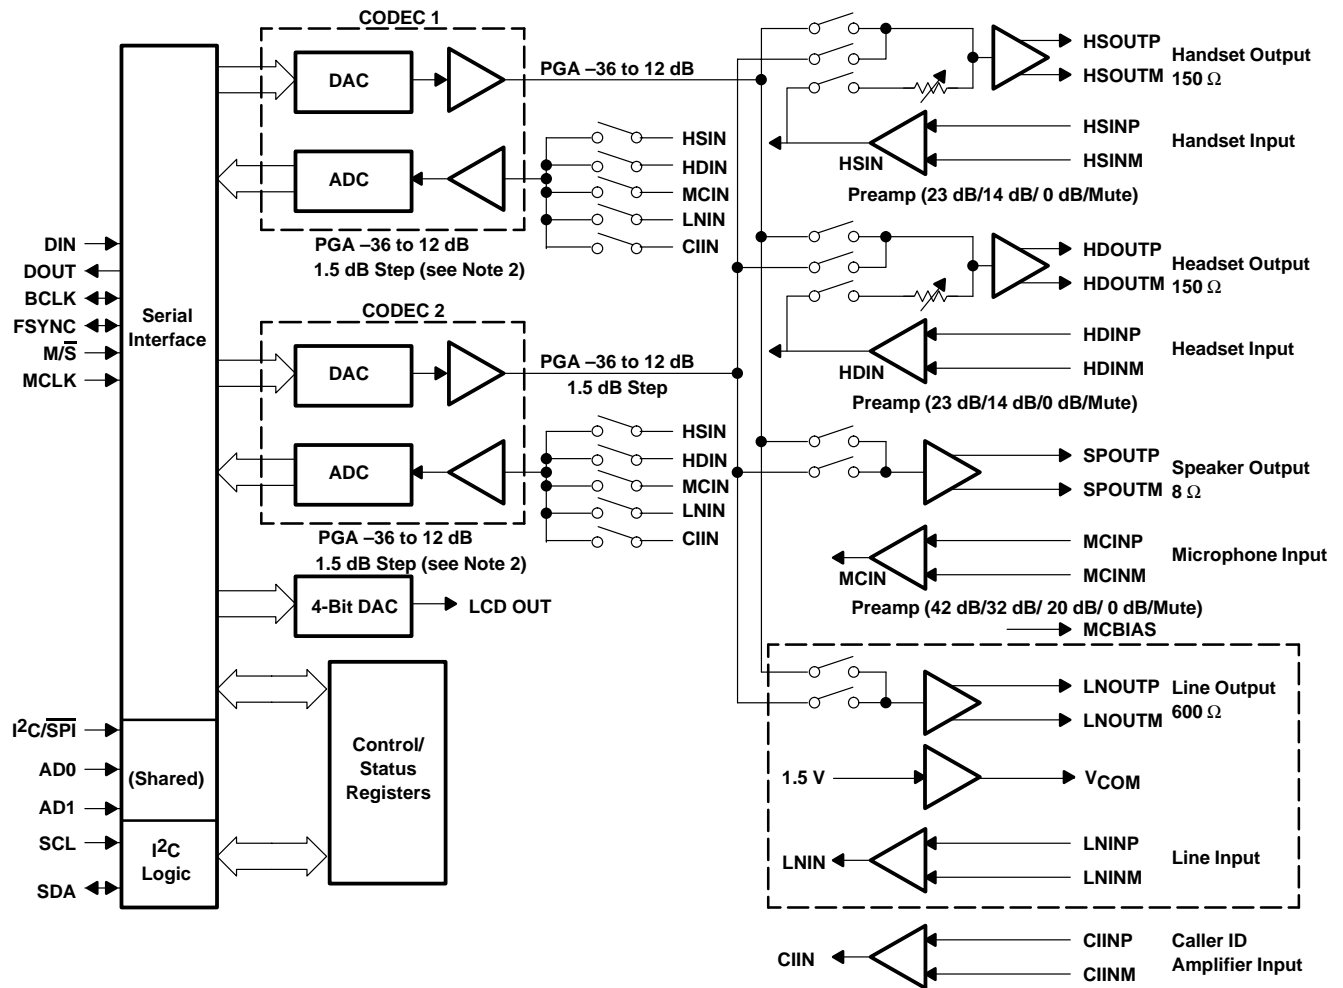 CODEC 1
DAC
PGA –36 to 12 dB
ADC
HSIN
HDIN
MCIN
LNIN
CIIN
PGA –36 to 12 dB
1.5 dB Step (see Note 2)
DIN
DOUT
BCLK
FSYNC
M/S̅
MCLK
Serial
Interface
CODEC 2
DAC
PGA –36 to 12 dB
1.5 dB Step
ADC
HSIN
HDIN
MCIN
LNIN
CIIN
PGA –36 to 12 dB
1.5 dB Step (see Note 2)
4-Bit DAC
LCD OUT
I²C/S̅P̅I̅
AD0
AD1
SCL
SDA
(Shared)
I²C
Logic
Control/
Status
Registers
HSOUTP
HSOUTM
Handset Output
150 Ω
HSINP
HSINM
Handset Input
HSIN
Preamp (23 dB/14 dB/ 0 dB/Mute)
HDOUTP
HDOUTM
Headset Output
150 Ω
HDINP
HDINM
Headset Input
HDIN
Preamp (23 dB/14 dB/0 dB/Mute)
SPOUTP
SPOUTM
Speaker Output
8 Ω
MCINP
MCINM
Microphone Input
MCIN
Preamp (42 dB/32 dB/ 20 dB/ 0 dB/Mute)
MCBIAS
LNOUTP
LNOUTM
Line Output
600 Ω
1.5 V
VCOM
LNINP
LNINM
Line Input
LNIN
CIINP
CIINM
Caller ID
Amplifier Input
CIIN